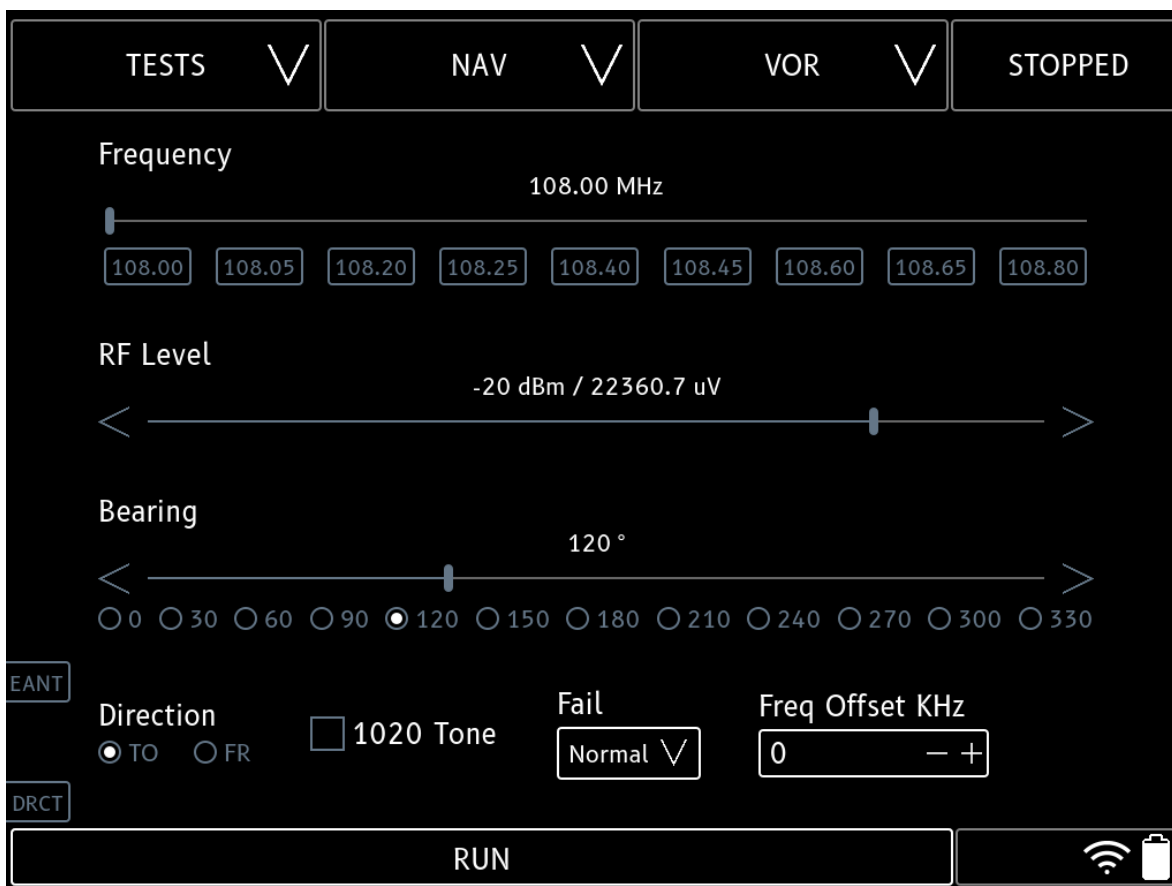 TESTS NAV VOR STOPPED
Frequency
108.00 MHz
108.00 108.05 108.20 108.25 108.40 108.45 108.60 108.65 108.80
RF Level
-20 dBm / 22360.7 uV
Bearing
120 °
0 30 60 90 120 150 180 210 240 270 300 330
EANT
Direction
TO FR
1020 Tone
Fail
Normal
Freq Offset KHz
0 − +
DRCT
RUN